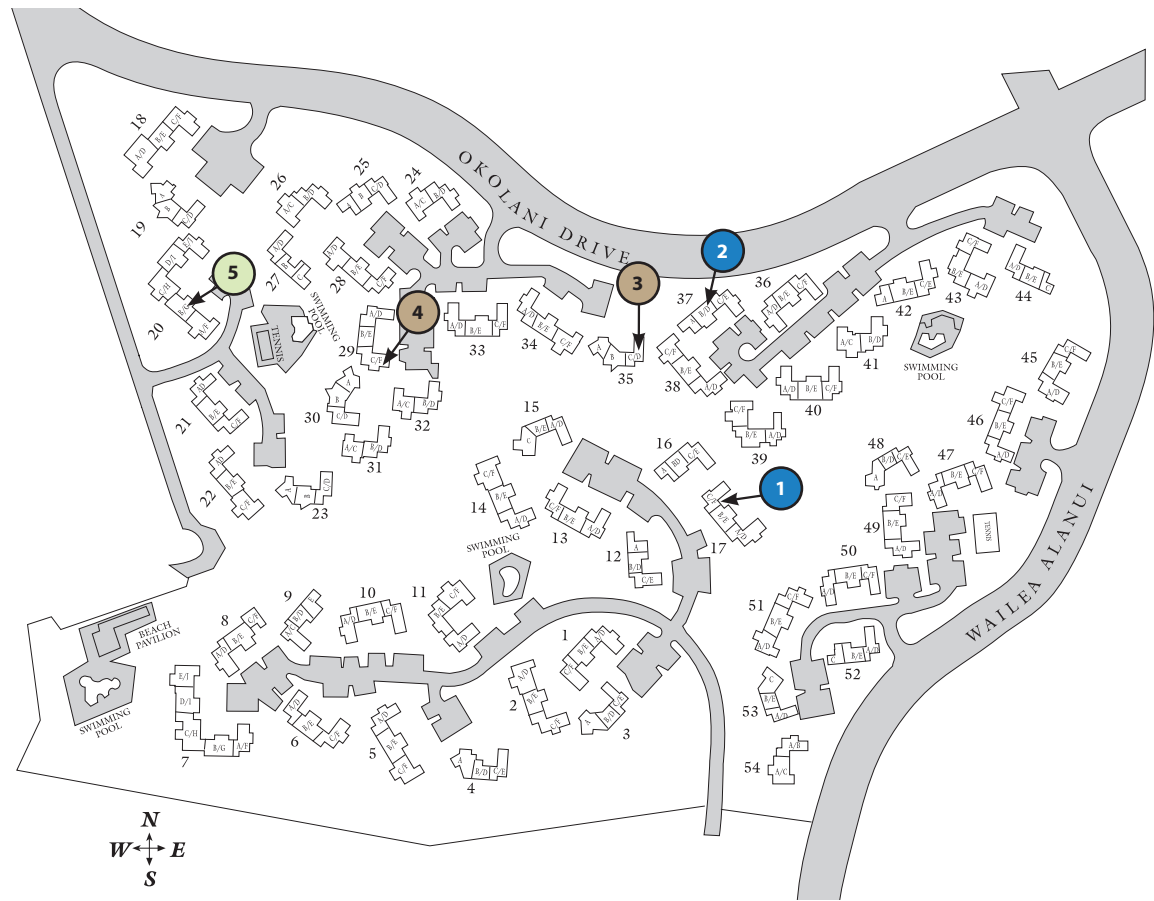 OKOLANI DRIVE
WAILEA ALANUI
18
A/D
B/E
C/F
19
A
B
C/D
20
E/I
D/I
C/H
B/G
A/F
5
26
A/C
B/D
25
A
B
C/D
24
A/C
B/D
27
A/D
B
C
28
A/D
B/E
C/F
SWIMMING
POOL
TENNIS
29
A/D
B/E
C/F
4
33
A/D
B/E
C/F
34
A/D
B/E
C/F
3
35
A
B
C/D
2
37
A
B/D
C/E
36
A/D
B/E
C/F
38
C/F
B/E
A/D
42
A
B/E
C/E
43
C/F
B/E
A/D
44
A/D
B/E
C/F
41
A/C
B/D
SWIMMING
POOL
45
C/F
B/E
A/D
40
A/D
B/E
C/F
46
C/F
B/E
A/D
39
C/F
B/E
A/D
21
AD
B/E
C/F
30
A
B
C/D
32
A/C
B/D
31
A/C
B/D
22
AD
B/E
C/F
23
A
B
C/D
15
C
B/E
A/D
16
A
BD
C/E
1
17
C/F
B/E
A/D
14
C/F
B/E
A/D
13
C/F
B/E
A/D
12
A
B/D
C/E
SWIMMING
POOL
48
A
B/D
C/E
47
A/D
B/E
C/F
49
C/F
B/E
A/D
TENNIS
50
A/D
B/E
C/F
51
C/F
B/E
A/D
52
C
B/E
A/D
53
C
B/E
A/D
54
A/B
A/C
BEACH
PAVILION
SWIMMING
POOL
8
A/D
B/E
C/F
9
A/C
B/D
E
10
A/D
B/E
C/F
11
C/F
B/E
A/D
1
A/D
B/E
C/F
2
A/D
B/E
C/F
3
A
B/D
C/E
7
E/I
D/I
C/H
B/G
A/F
6
A/D
B/E
C/F
5
A/D
B/E
C/F
4
A
B/D
C/E
N
W E
S